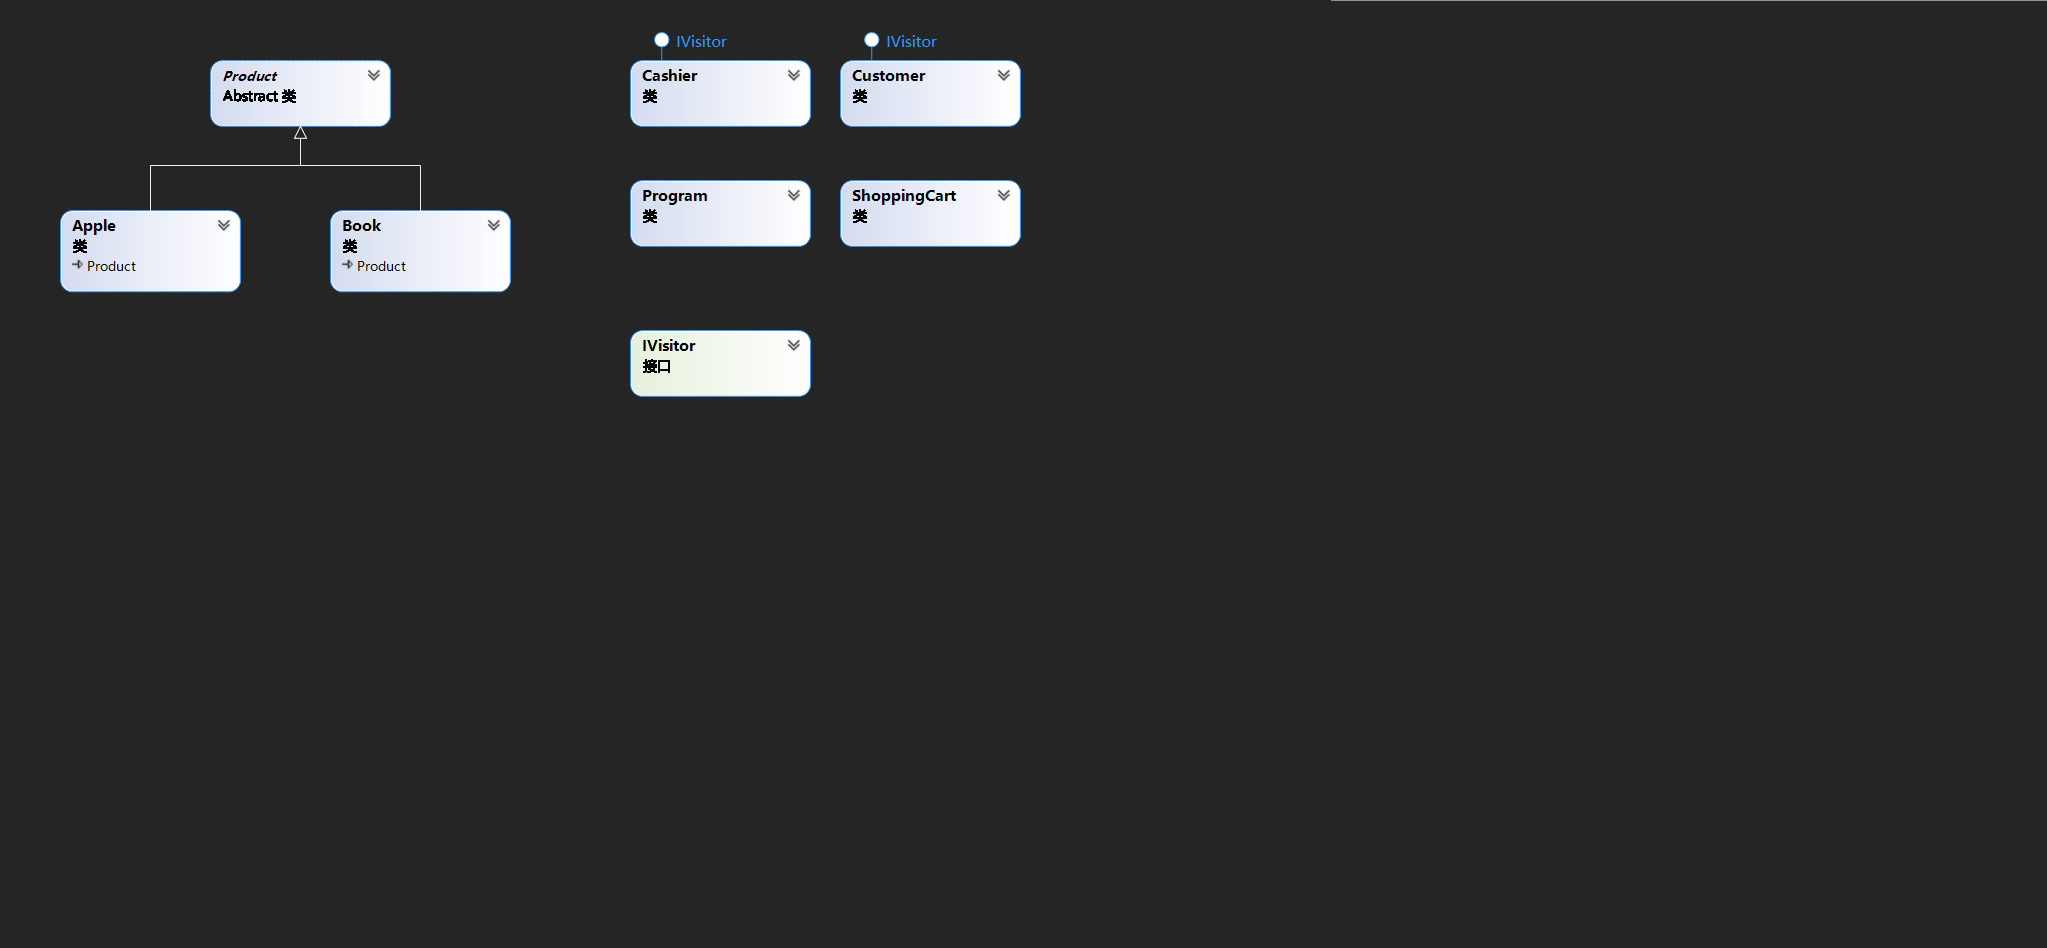 Product
Abstract 类
Apple
类
Product
Book
类
Product
IVisitor
Cashier
类
IVisitor
Customer
类
Program
类
ShoppingCart
类
IVisitor
接口